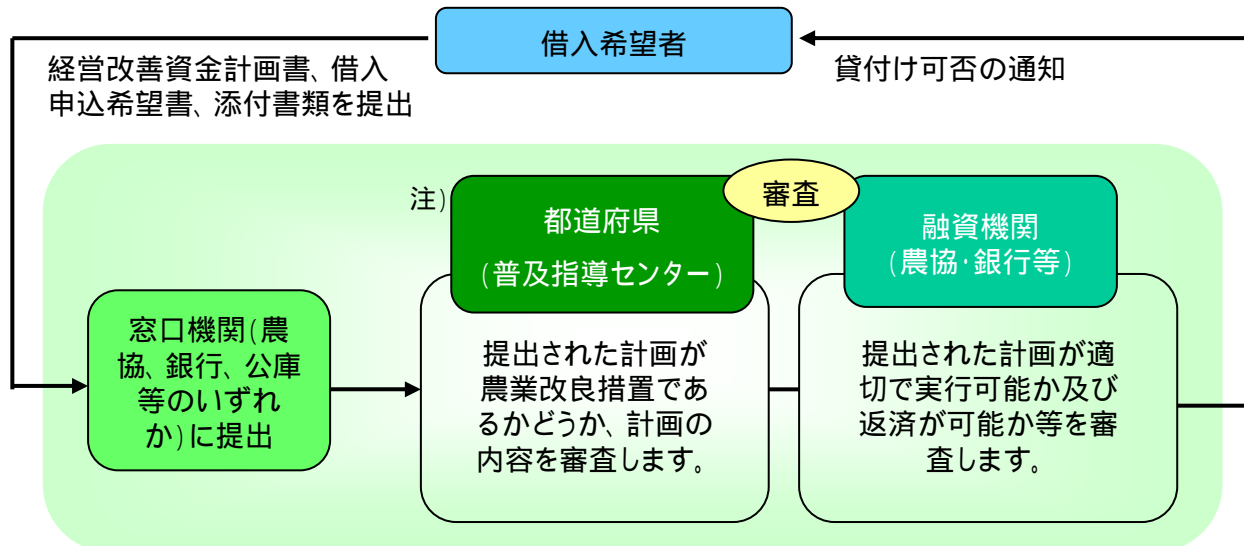 借入希望者
経営改善資金計画書、借入
申込希望書、添付書類を提出
貸付け可否の通知
注)
審査
都道府県
(普及指導センター)
融資機関
(農協・銀行等)
窓口機関(農
協、銀行、公庫
等のいずれ
か)に提出
提出された計画が
農業改良措置であ
るかどうか、計画の
内容を審査します。
提出された計画が適
切で実行可能か及び
返済が可能か等を審
査します。